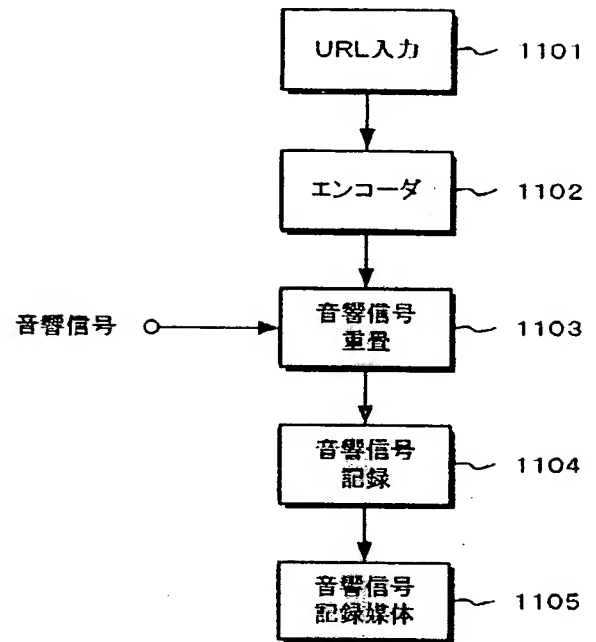 URL入力 1101
エンコーダ 1102
音響信号 音響信号
重畳 1103
音響信号
記録 1104
音響信号
記録媒体 1105